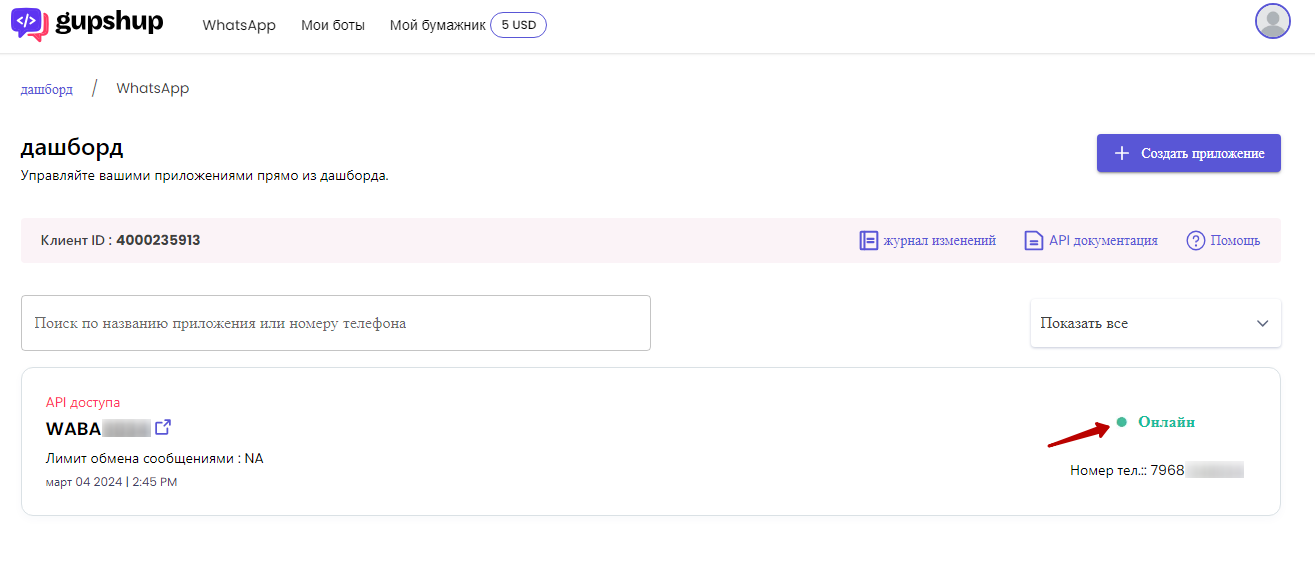 gupshup WhatsApp Мои боты Мой бумажник 5 USD
дашборд / WhatsApp
дашборд
Создать приложение
Управляйте вашими приложениями прямо из дашборда.
Клиент ID : 4000235913 журнал изменений API документация Помощь
Поиск по названию приложения или номеру телефона Показать все
API доступа
WABA Онлайн
Лимит обмена сообщениями : NA
Номер тел.:: 7968
март 04 2024 | 2:45 PM